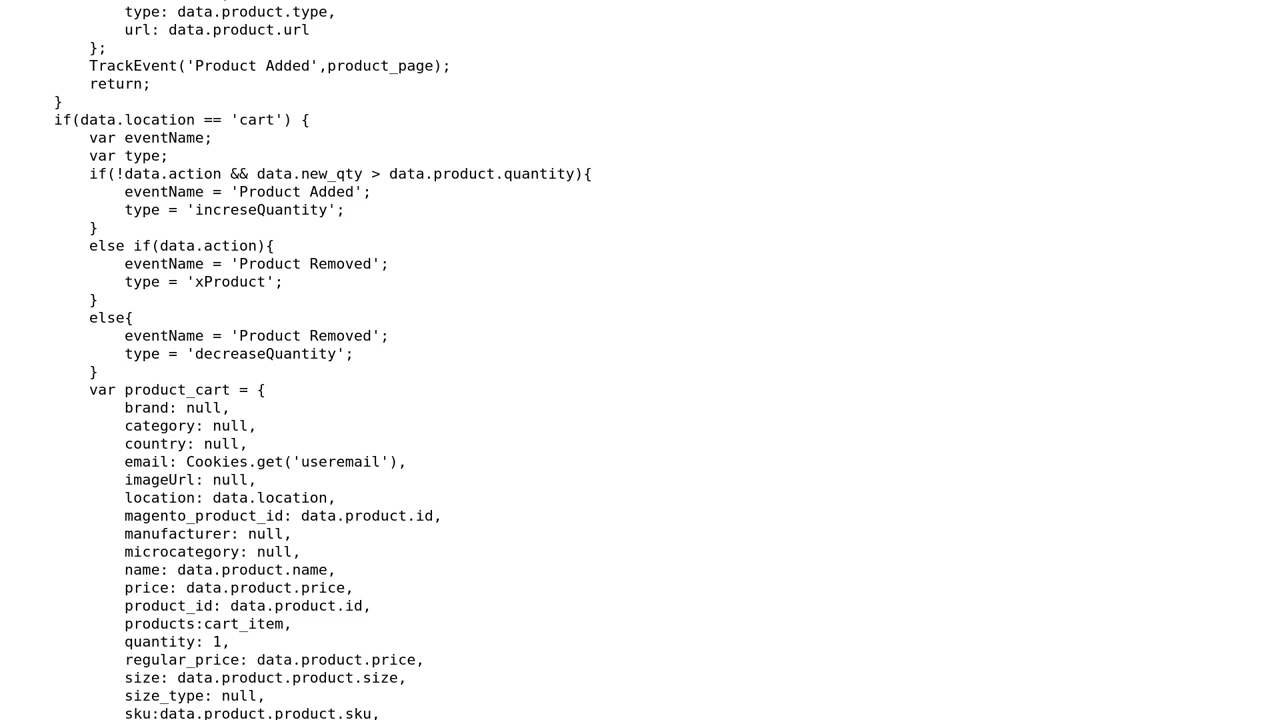 type: data.product.type,
url: data.product.url
};
TrackEvent('Product Added',product_page);
return;
}
if(data.location == 'cart') {
var eventName;
var type;
if(!data.action && data.new_qty > data.product.quantity){
eventName = 'Product Added';
type = 'increseQuantity';
}
else if(data.action){
eventName = 'Product Removed';
type = 'xProduct';
}
else{
eventName = 'Product Removed';
type = 'decreaseQuantity';
}
var product_cart = {
brand: null,
category: null,
country: null,
email: Cookies.get('useremail'),
imageUrl: null,
location: data.location,
magento_product_id: data.product.id,
manufacturer: null,
microcategory: null,
name: data.product.name,
price: data.product.price,
product_id: data.product.id,
products:cart_item,
quantity: 1,
regular_price: data.product.price,
size: data.product.product.size,
size_type: null,
sku:data.product.product.sku,